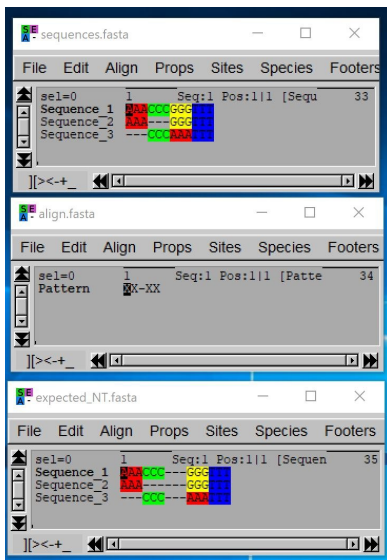 sequences.fasta
File Edit Align Props Sites Species Footers
sel=0 1 Seq:1 Pos:1|1 [Sequ 33
Sequence_1 AAACCCGGGTTT
Sequence_2 AAA---GGGTTT
Sequence_3 ---CCCAAATTT
][><-+_
align.fasta
File Edit Align Props Sites Species Footers
sel=0 1 Seq:1 Pos:1|1 [Patte 34
Pattern XX-XX
][><-+_
expected_NT.fasta
File Edit Align Props Sites Species Footers
sel=0 1 Seq:1 Pos:1|1 [Sequen 35
Sequence_1 AAACCC---GGGTTT
Sequence_2 AAA------GGGTTT
Sequence_3 ---CCC---AAATTT
][><-+_